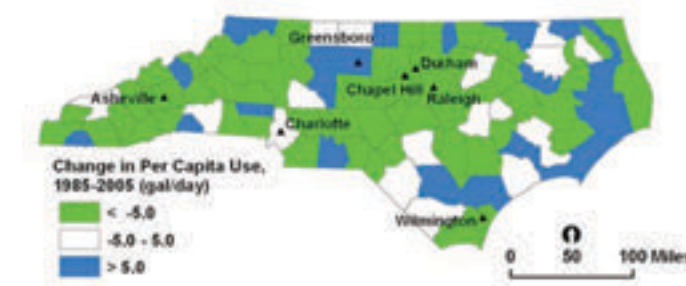 Greensboro
Durham
Chapel Hill
Raleigh
Asheville
Charlotte
Change in Per Capita Use,
1985-2005 (gal/day)
< -5.0
-5.0 - 5.0
> 5.0
Wilmington
0 50 100 Miles